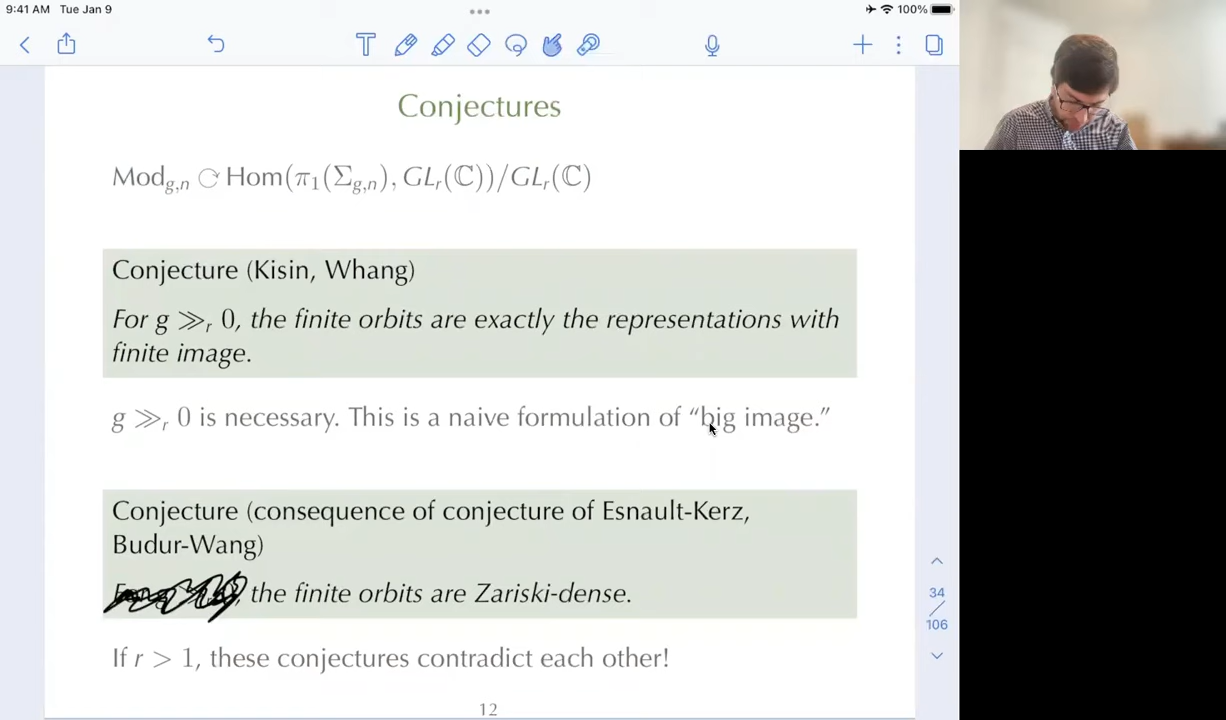 9:41 AM Tue Jan 9
100%
Conjectures
Mod_{g,n} ⟳ Hom(π₁(Σ_{g,n}), GL_r(ℂ))/GL_r(ℂ)
Conjecture (Kisin, Whang)
For g ≫_r 0, the finite orbits are exactly the representations with
finite image.
g ≫_r 0 is necessary. This is a naive formulation of “big image.”
Conjecture (consequence of conjecture of Esnault-Kerz,
Budur-Wang)
, the finite orbits are Zariski-dense.
34
106
If r > 1, these conjectures contradict each other!
12